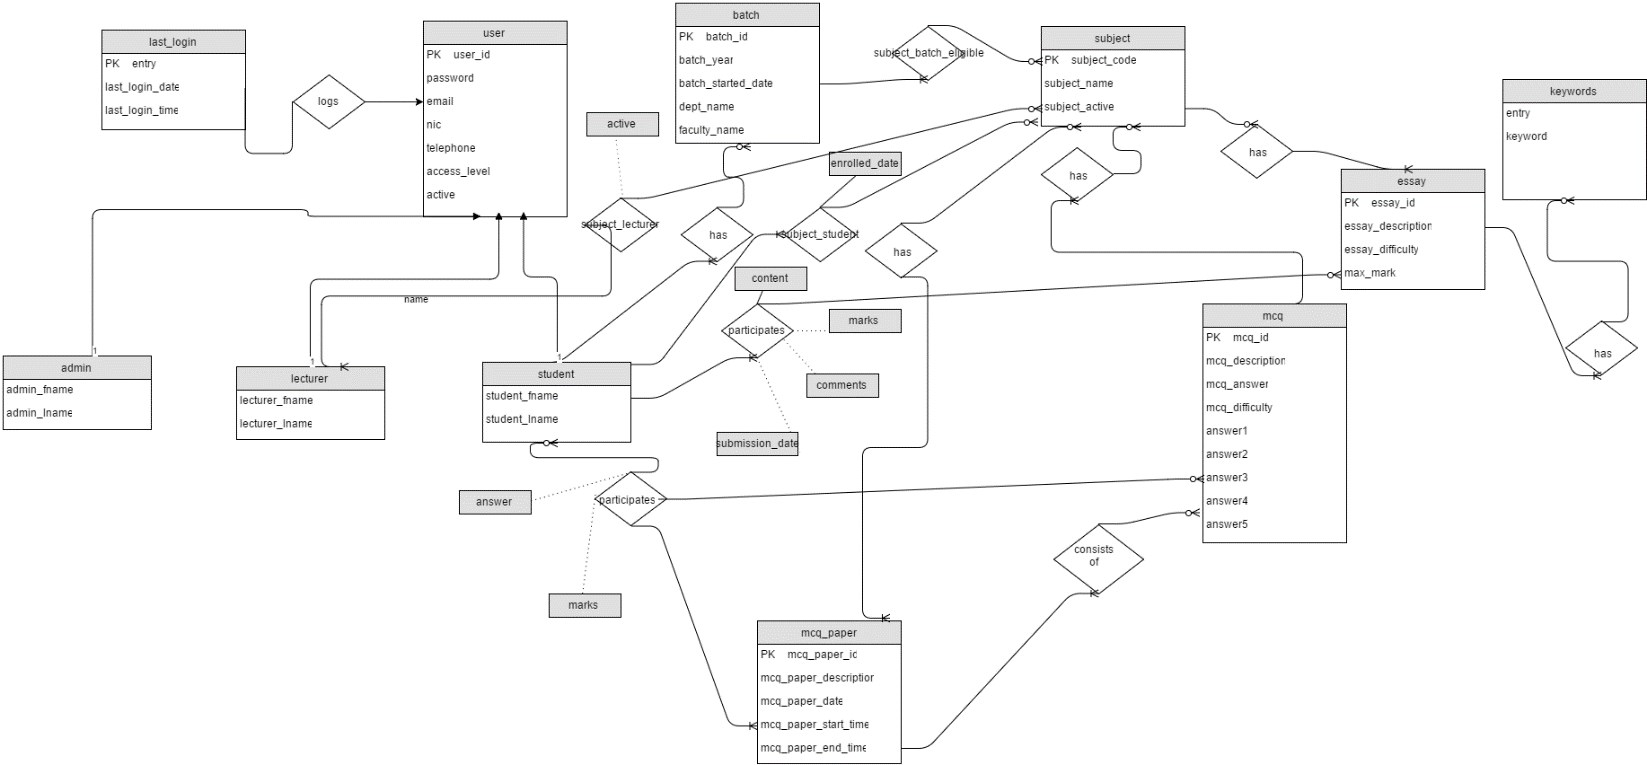 last_login
PK entry
last_login_date
last_login_time
logs
user
PK user_id
password
email
nic
telephone
access_level
active
batch
PK batch_id
batch_year
batch_started_date
dept_name
faculty_name
subject_batch_eligible
subject
PK subject_code
subject_name
subject_active
keywords
entry
keyword
active
enrolled_date
has
has
essay
PK essay_id
essay_description
essay_difficulty
max_mark
subject_lecturer
has
subject_student
has
content
name
participates
marks
comments
submission_date
has
mcq
PK mcq_id
mcq_description
mcq_answer
mcq_difficulty
answer1
answer2
answer3
answer4
answer5
1
admin
admin_fname
admin_lname
1
lecturer
lecturer_fname
lecturer_lname
1
student
student_fname
student_lname
answer
participates
marks
consists
of
mcq_paper
PK mcq_paper_id
mcq_paper_description
mcq_paper_date
mcq_paper_start_time
mcq_paper_end_time